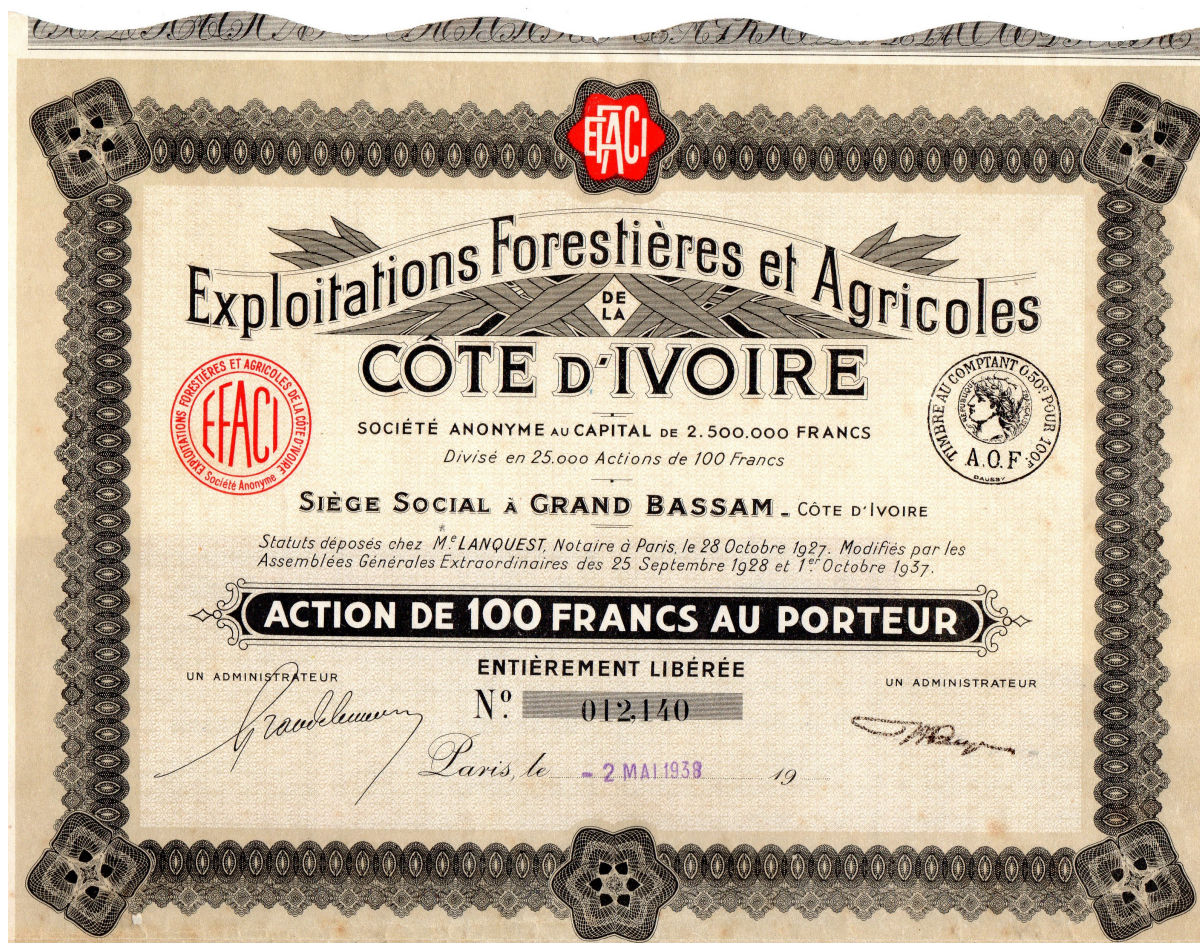 EFACI
Exploitations Forestières et Agricoles
DE
LA
CÔTE D'IVOIRE
EXPLOITATIONS FORESTIÈRES ET AGRICOLES DE LA CÔTE D'IVOIRE
EFACI
Société Anonyme
TIMBRE AU COMPTANT 0,50c POUR 100F
RÉPUBLIQUE FRANÇAISE
A.O.F.
DAUSSY
SOCIÉTÉ ANONYME AU CAPITAL DE 2.500.000 FRANCS
Divisé en 25.000 Actions de 100 Francs
SIÈGE SOCIAL À GRAND BASSAM - CÔTE D'IVOIRE
Statuts déposés chez Me LANQUEST, Notaire à Paris, le 28 Octobre 1927. Modifiés par les
Assemblées Générales Extraordinaires des 25 Septembre 1928 et 1er Octobre 1937.
ACTION DE 100 FRANCS AU PORTEUR
ENTIÈREMENT LIBÉRÉE
UN ADMINISTRATEUR
UN ADMINISTRATEUR
No. 012,140
Paris, le - 2 MAI 1938 19